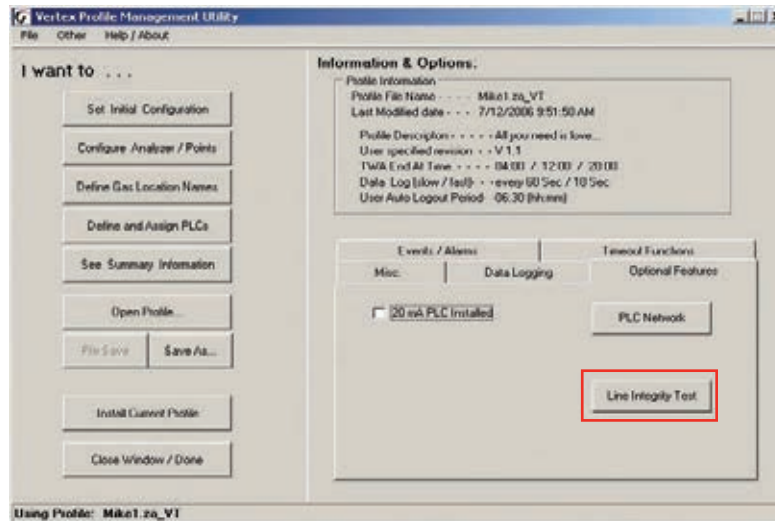 Vertex Profile Management Utility
File Other Help / About
I want to . . .
Set Initial Configuration
Configure Analyzer / Points
Define Gas Location Names
Define and Assign PLCs
See Summary Information
Open Profile...
File Save Save As...
Install Current Profile
Close Window / Done
Information & Options:
Profile Information
Profile File Name - - - - Mike1.za_VT
Last Modified date - - - 7/12/2006 9:51:50 AM
Profile Descripton - - - - - All you need is love...
User specified revision - - V 1.1
TWA End At Time - - - - 04:00 / 12:00 / 20:00
Data Log (slow / fast)- - -every 60 Sec / 10 Sec
User Auto Logout Period- 06:30 (hh:mm)
Events / Alarms Timeout Functions
Misc. Data Logging Optional Features
20 mA PLC Installed
PLC Network
Line Integrity Test
Using Profile: Mike1.za_VT